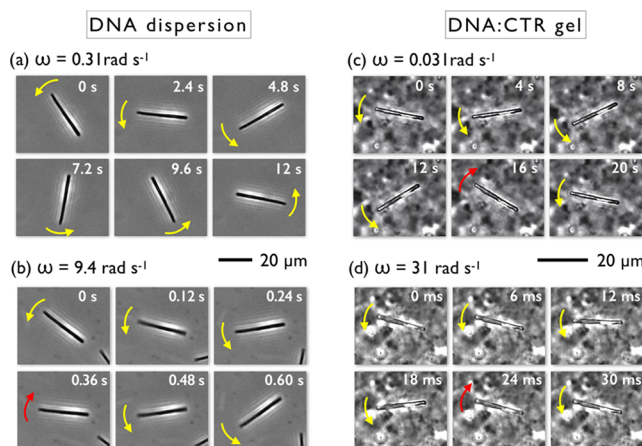 DNA dispersion
DNA:CTR gel
(a) ω = 0.31rad s-1
0 s
2.4 s
4.8 s
7.2 s
9.6 s
12 s
20 μm
(b) ω = 9.4 rad s-1
0 s
0.12 s
0.24 s
0.36 s
0.48 s
0.60 s
(c) ω = 0.031 rad s-1
0 s
4 s
8 s
12 s
16 s
20 s
20 μm
(d) ω = 31 rad s-1
0 ms
6 ms
12 ms
18 ms
24 ms
30 ms